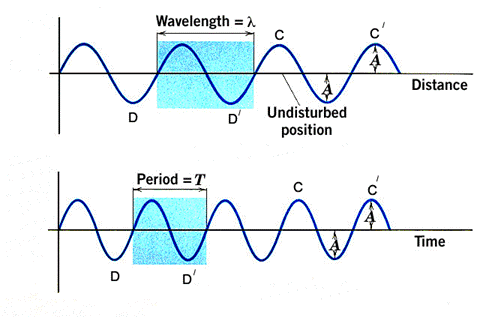 Wavelength = λ
C
C'
A
A
Distance
D
D'
Undisturbed
position
Period = T
C
C'
A
A
Time
D
D'